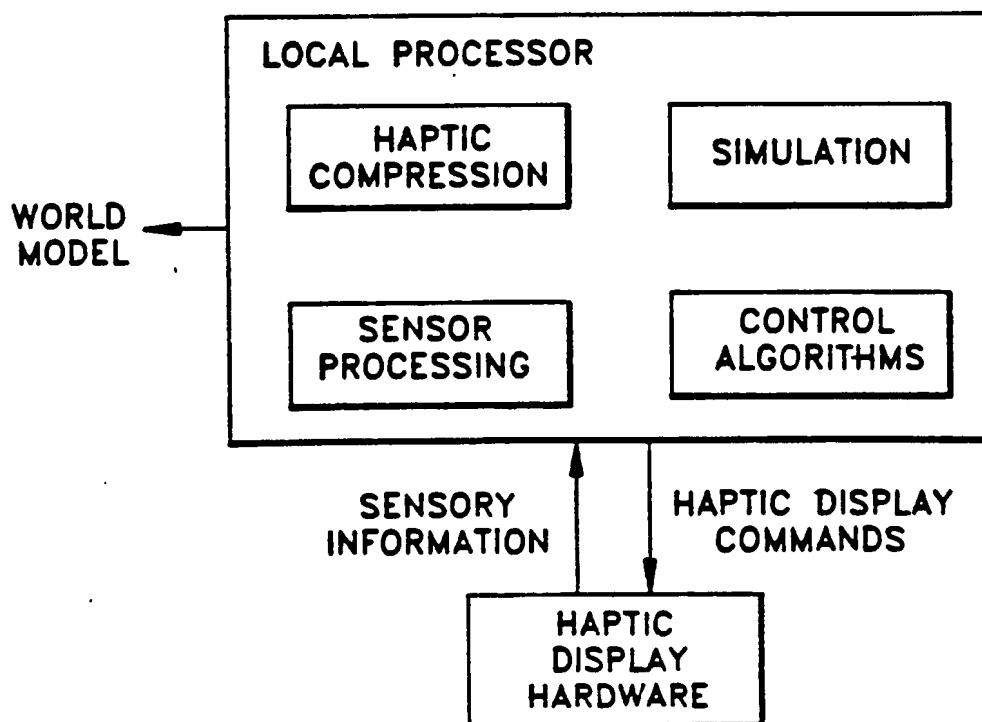 LOCAL PROCESSOR
HAPTIC
COMPRESSION
SIMULATION
WORLD
MODEL
SENSOR
PROCESSING
CONTROL
ALGORITHMS
SENSORY
INFORMATION
HAPTIC DISPLAY
COMMANDS
HAPTIC
DISPLAY
HARDWARE